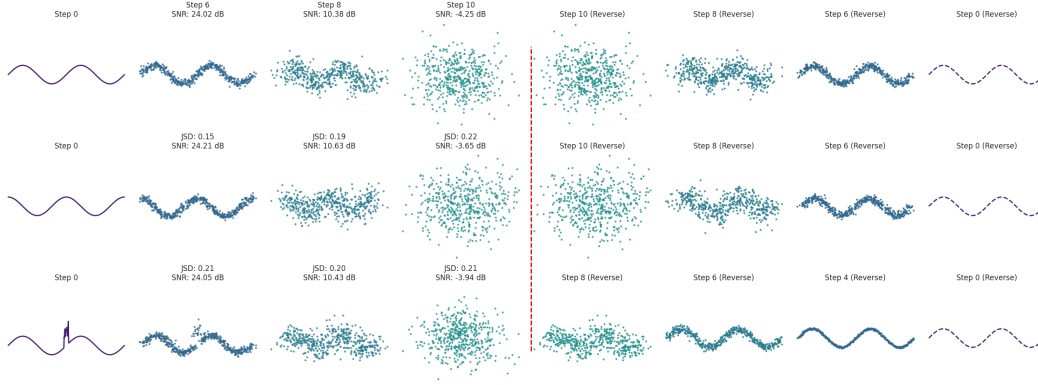 Step 0
Step 6
SNR: 24.02 dB
Step 8
SNR: 10.38 dB
Step 10
SNR: -4.25 dB
Step 10 (Reverse)
Step 8 (Reverse)
Step 6 (Reverse)
Step 0 (Reverse)
Step 0
JSD: 0.15
SNR: 24.21 dB
JSD: 0.19
SNR: 10.63 dB
JSD: 0.22
SNR: -3.65 dB
Step 10 (Reverse)
Step 8 (Reverse)
Step 6 (Reverse)
Step 0 (Reverse)
Step 0
JSD: 0.21
SNR: 24.05 dB
JSD: 0.20
SNR: 10.43 dB
JSD: 0.21
SNR: -3.94 dB
Step 8 (Reverse)
Step 6 (Reverse)
Step 4 (Reverse)
Step 0 (Reverse)